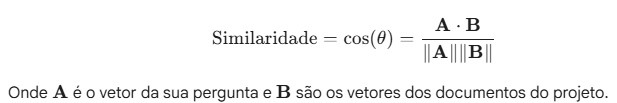 Similaridade = cos(θ) = A · B / ‖A‖‖B‖
Onde A é o vetor da sua pergunta e B são os vetores dos documentos do projeto.